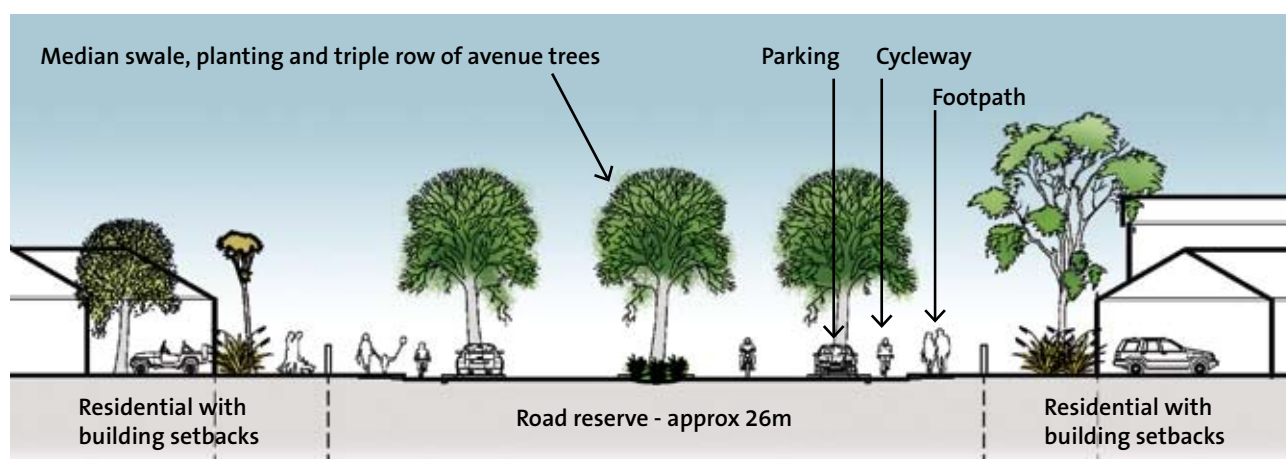 Median swale, planting and triple row of avenue trees
Parking
Cycleway
Footpath
Residential with
building setbacks
Road reserve - approx 26m
Residential with
building setbacks